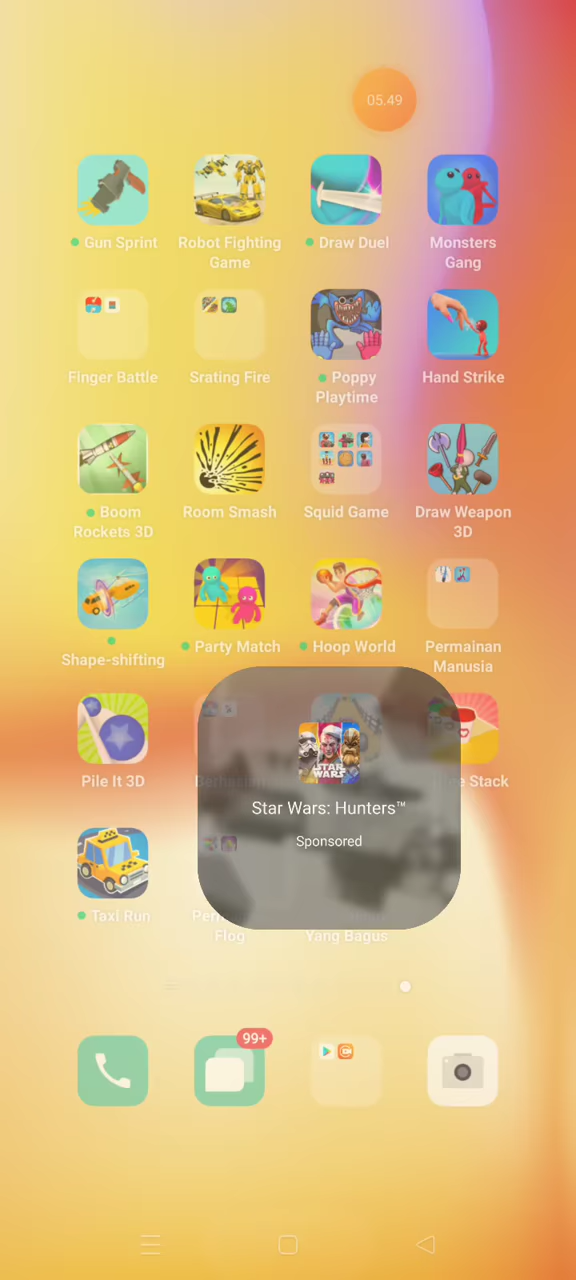 05.49
Gun Sprint
Robot Fighting
Game
Draw Duel
Monsters
Gang
Finger Battle
Srating Fire
Poppy
Playtime
Hand Strike
Boom
Rockets 3D
Room Smash
Squid Game
Draw Weapon
3D
Shape-shifting
Party Match
Hoop World
Permainan
Manusia
Pile It 3D
STAR
WARS
Stack
Star Wars: Hunters™
Sponsored
Taxi Run
Flog
Yang Bagus
99+